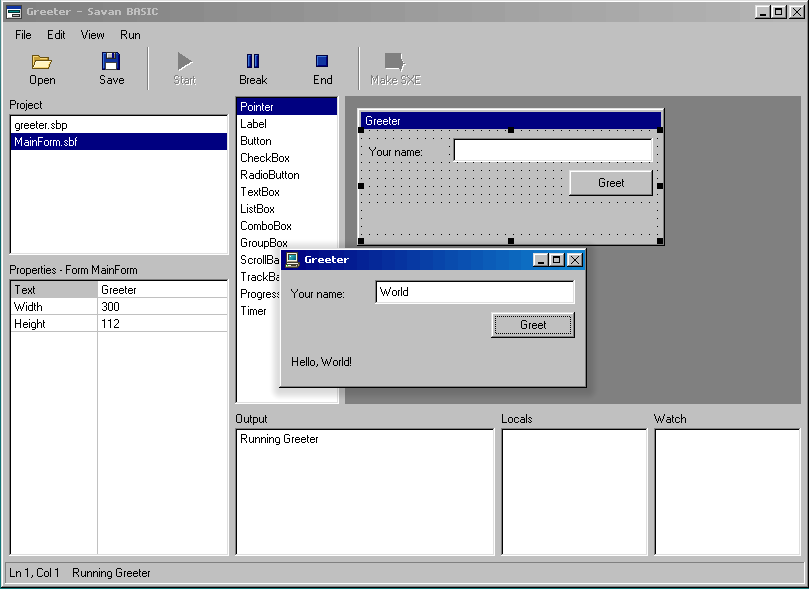 Greeter - Savan BASIC
File Edit View Run
Open Save Start Break End Make SXE
Project
greeter.sbp
MainForm.sbf
Properties - Form MainForm
Text Greeter
Width 300
Height 112
Pointer
Label
Button
CheckBox
RadioButton
TextBox
ListBox
ComboBox
GroupBox
ScrollBa
TrackBa
Progress
Timer
Greeter
Your name:
Greet
Greeter
Your name: World
Greet
Hello, World!
Output
Running Greeter
Locals
Watch
Ln 1, Col 1 Running Greeter